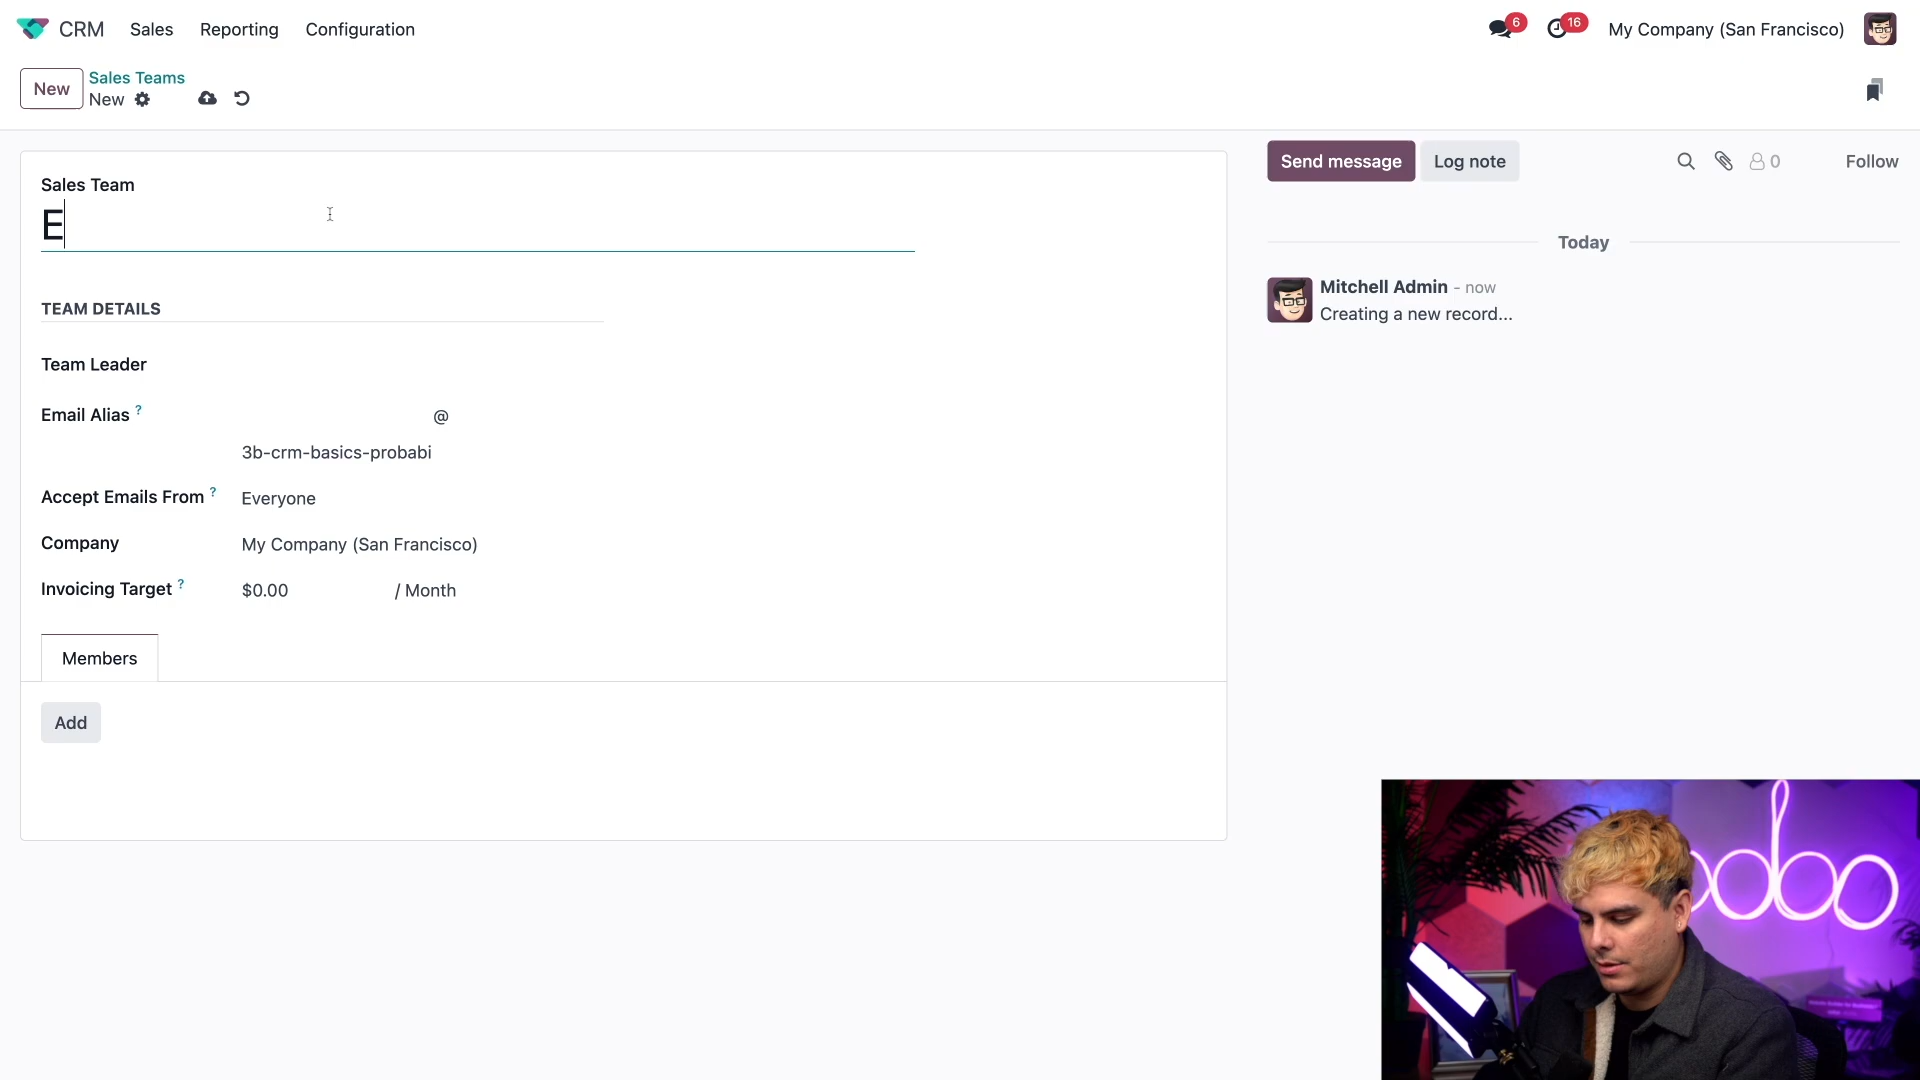 CRM Sales Reporting Configuration 6 16 My Company (San Francisco)
New Sales Teams
New
Send message Log note 0 Follow
Sales Team
E
Today
Mitchell Admin - now
Creating a new record...
TEAM DETAILS
Team Leader
Email Alias ? @
3b-crm-basics-probabi
Accept Emails From ? Everyone
Company My Company (San Francisco)
Invoicing Target ? $0.00 / Month
Members
Add
odoo